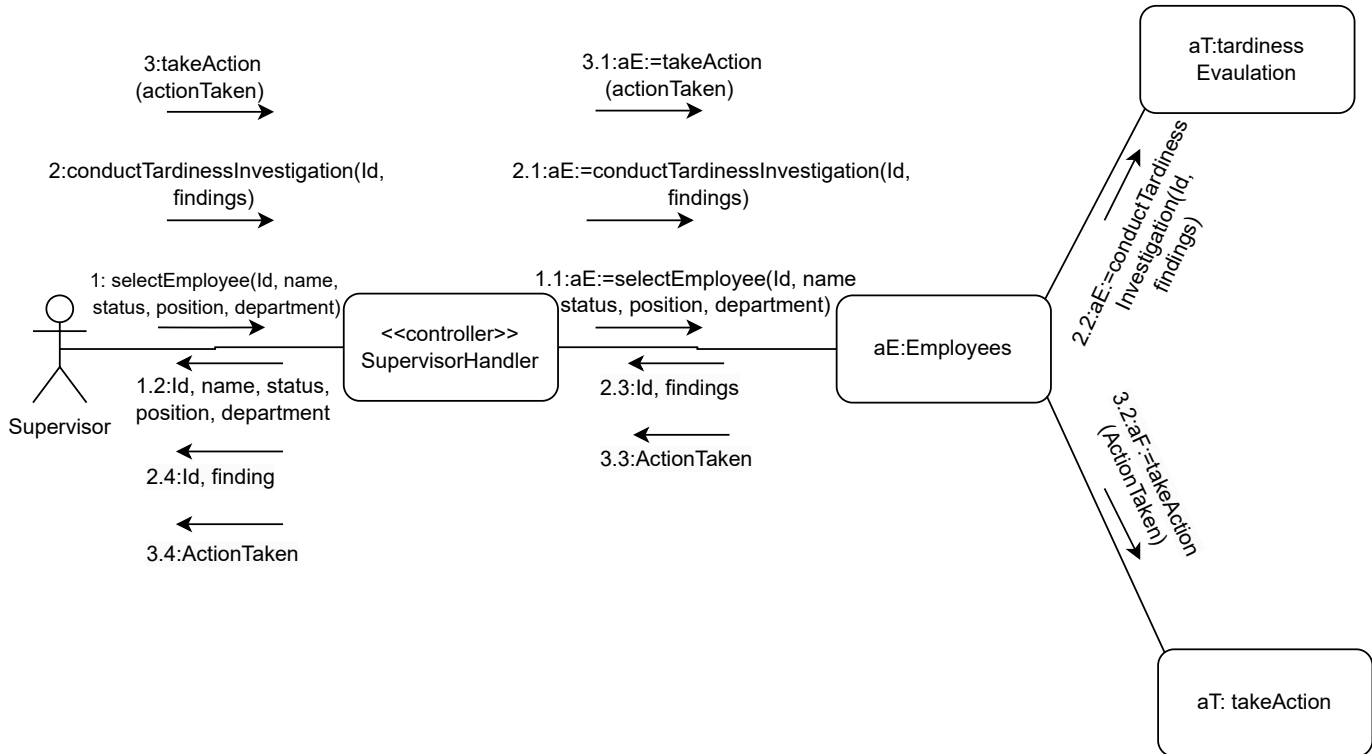 3:takeAction
(actionTaken)
3.1:aE:=takeAction
(actionTaken)
aT:tardiness
Evaulation
2:conductTardinessInvestigation(Id,
findings)
2.1:aE:=conductTardinessInvestigation(Id,
findings)
2.2:aE:=conductTardiness
Investigation(Id,
findings)
1: selectEmployee(Id, name,
status, position, department)
1.1:aE:=selectEmployee(Id, name
status, position, department)
<<controller>>
SupervisorHandler
aE:Employees
Supervisor
1.2:Id, name, status,
position, department
2.3:Id, findings
2.4:Id, finding
3.3:ActionTaken
3.4:ActionTaken
3.2:aF:=takeAction
(ActionTaken)
aT: takeAction